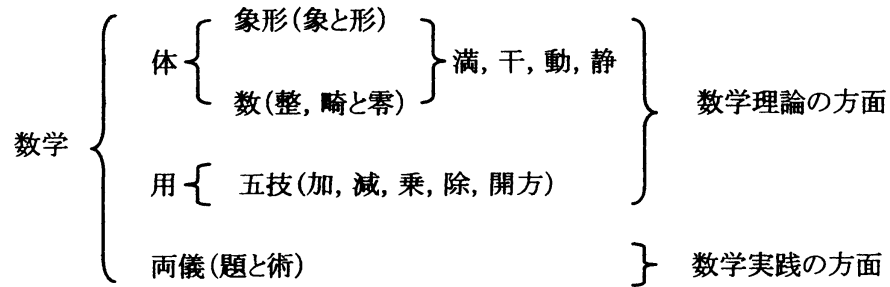 象形(象と形)
体 満, 干, 動, 静
数(整, 畸と零) 数学理論の方面
数学
用 五技(加, 減, 乗, 除, 開方)
両儀(題と術) 数学実践の方面